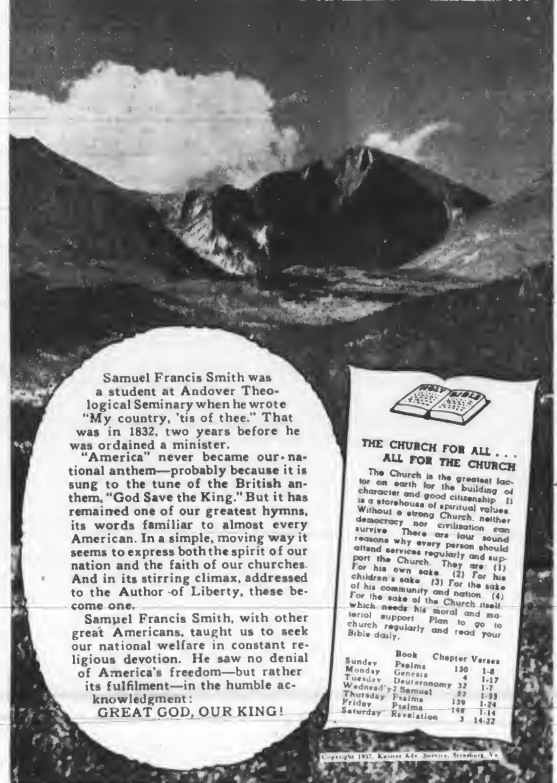 Samuel Francis Smith was
a student at Andover Theo-
logical Seminary when he wrote
"My country, 'tis of thee." That
was in 1832, two years before he
was ordained a minister.
"America" never became our na-
tional anthem—probably because it is
sung to the tune of the British an-
them, "God Save the King." But it has
remained one of our greatest hymns,
its words familiar to almost every
American. In a simple, moving way it
seems to express both the spirit of our
nation and the faith of our churches.
And in its stirring climax, addressed
to the Author of Liberty, these be-
come one.
Samuel Francis Smith, with other
great Americans, taught us to seek
our national welfare in constant re-
ligious devotion. He saw no denial
of America's freedom—but rather
its fulfilment—in the humble ac-
knowledgment:
GREAT GOD, OUR KING!
HOLY BIBLE
THE CHURCH FOR ALL . . .
ALL FOR THE CHURCH
The Church is the greatest fac-
tor on earth for the building of
character and good citizenship. It
is a storehouse of spiritual values.
Without a strong Church, neither
democracy nor civilization can
survive. There are four sound
reasons why every person should
attend services regularly and sup-
port the Church. They are: (1)
For his own sake. (2) For his
children's sake. (3) For the sake
of his community and nation. (4)
For the sake of the Church itself,
which needs his moral and ma-
terial support. Plan to go to
church regularly and read your
Bible daily.
Book Chapter Verses
Sunday Psalms 130 1-8
Monday Genesis 4 1-17
Tuesday Deuteronomy 32 1-7
Wednesd'y 2 Samuel 22 1-33
Thursday Psalms 139 1-24
Friday Psalms 148 1-14
Saturday Revelation 3 14-22
Copyright 1957, Keister Adv. Service, Strasburg, Va.